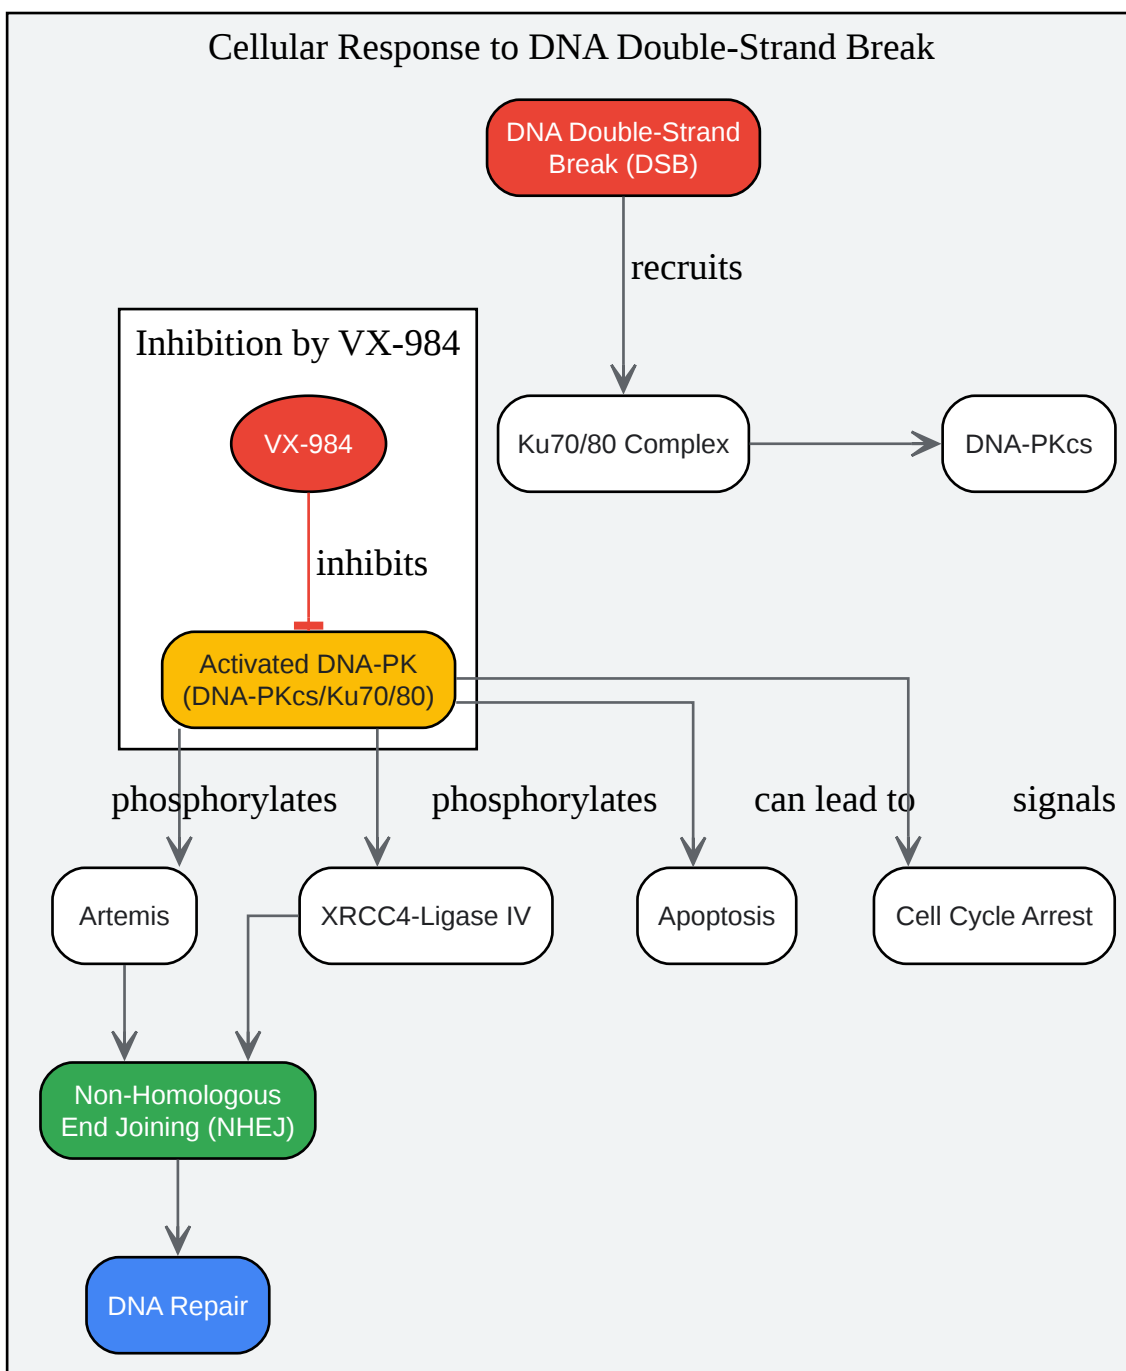 Cellular Response to DNA Double-Strand Break
DNA Double-Strand
Break (DSB)
recruits
Inhibition by VX-984
VX-984
Ku70/80 Complex
DNA-PKcs
inhibits
Activated DNA-PK
(DNA-PKcs/Ku70/80)
phosphorylates
phosphorylates
can lead to
signals
Artemis
XRCC4-Ligase IV
Apoptosis
Cell Cycle Arrest
Non-Homologous
End Joining (NHEJ)
DNA Repair